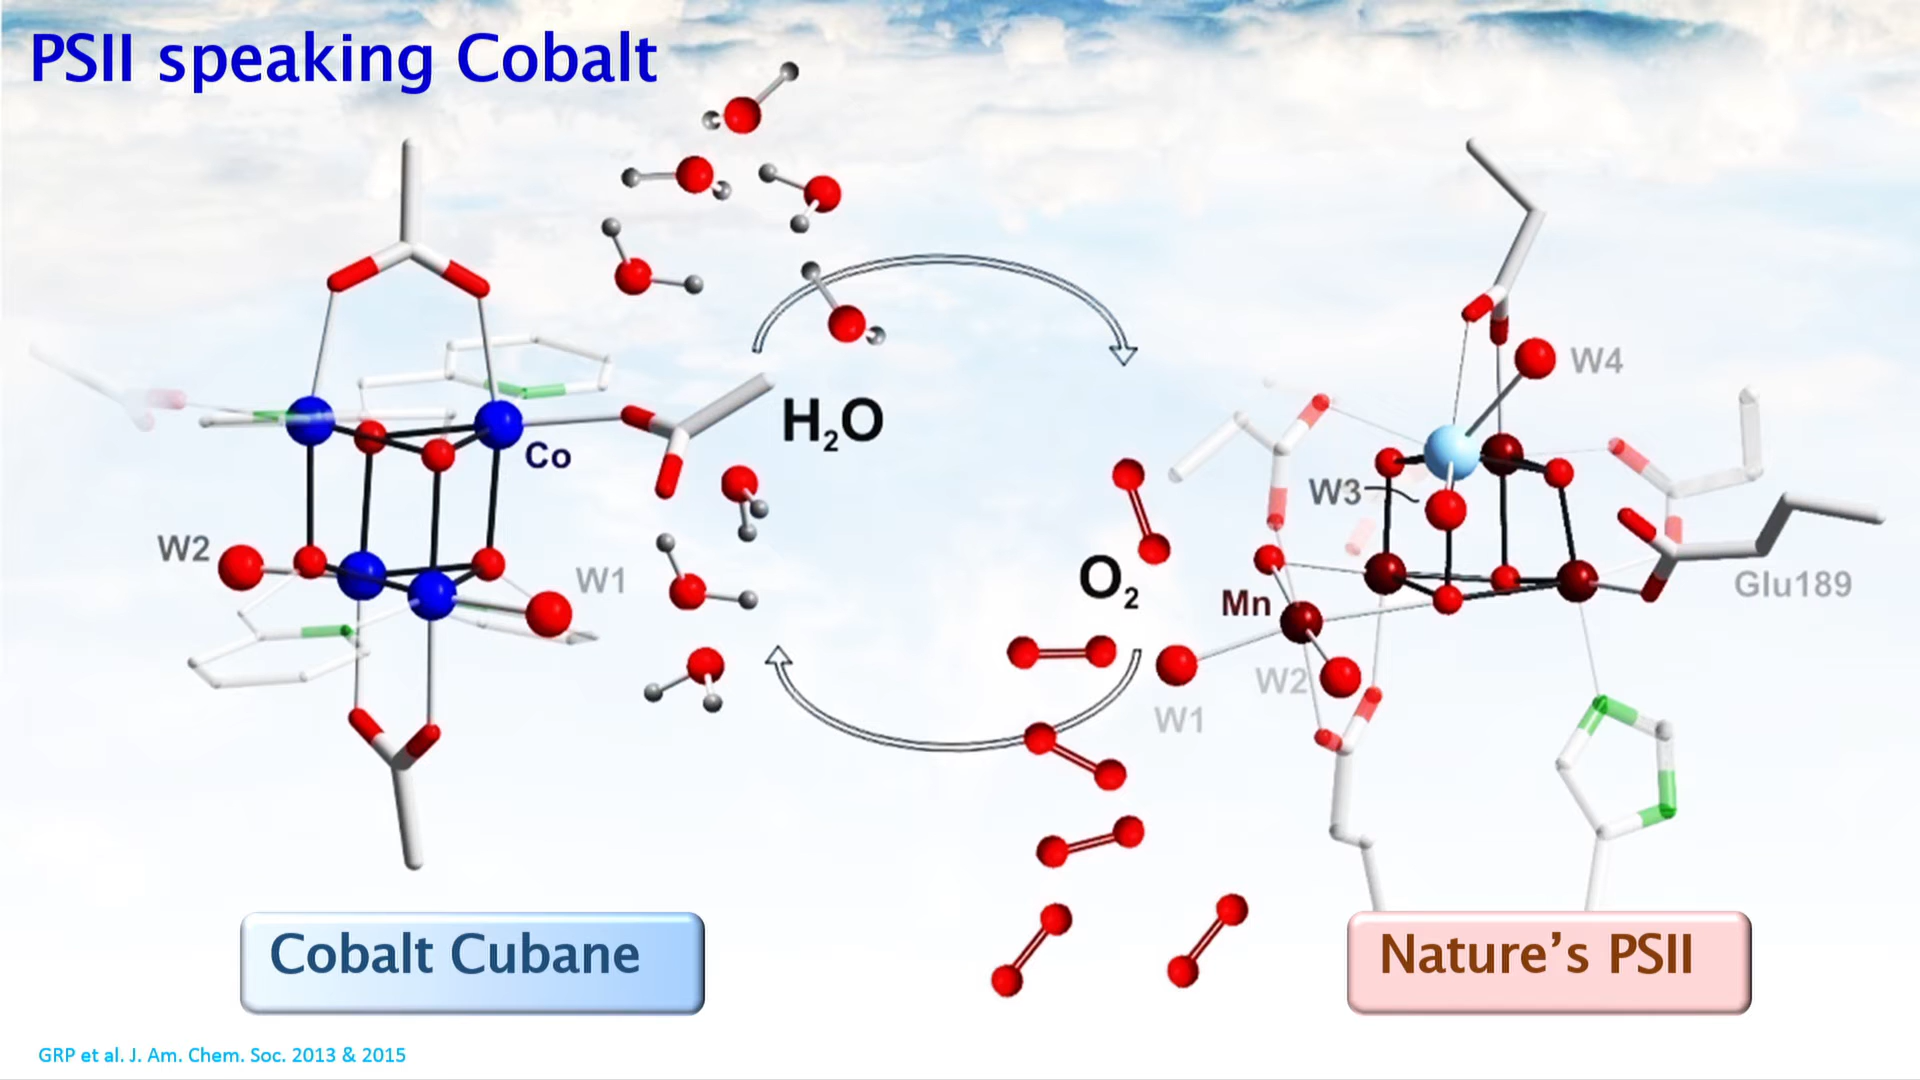 PSII speaking Cobalt
W4
H₂O
Co
W3
W2
W1
O₂
Glu189
Mn
W2
W1
Cobalt Cubane
Nature’s PSII
GRP et al. J. Am. Chem. Soc. 2013 & 2015